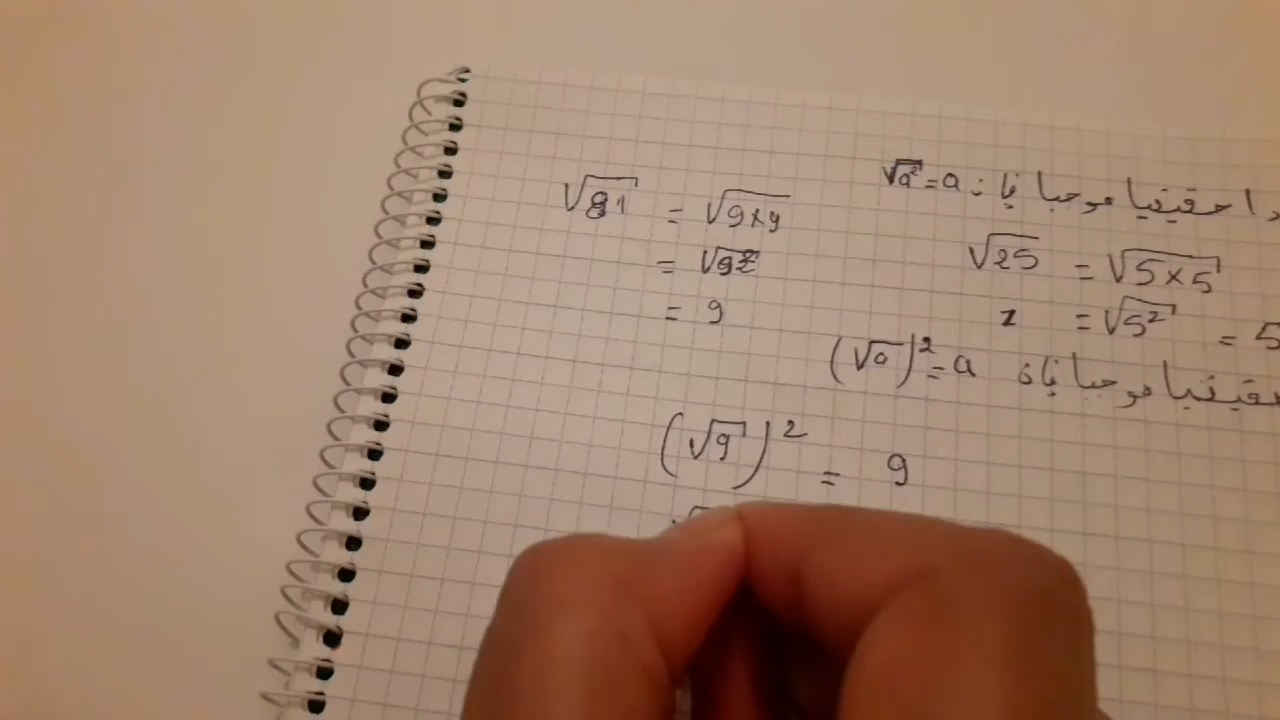 حقيقيا موجبا فإن : √a² = a
√25 = √5×5
= √5² = 5
موجبا فإن (√a)² = a
√81 = √9×9
= √9²
= 9
(√9)² = 9